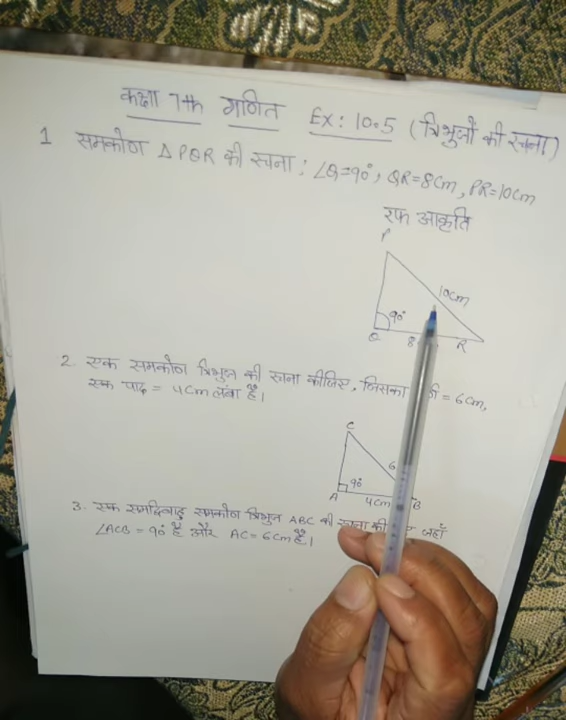 कक्षा 7th गणित Ex: 10.5 (त्रिभुजों की रचना)
1 समकोण △PQR की रचना; ∠Q=90°, QR=8cm, PR=10cm
रफ आकृति
P
10cm
90°
Q 8 R
2. एक समकोण त्रिभुज की रचना कीजिए, जिसका = 6cm,
एक पाद = 4cm लंबा है।
C
6
90
A 4cm B
3. एक समद्विबाहु समकोण त्रिभुज ABC की रचना जहाँ
∠ACB = 90° है और AC = 6cm है।